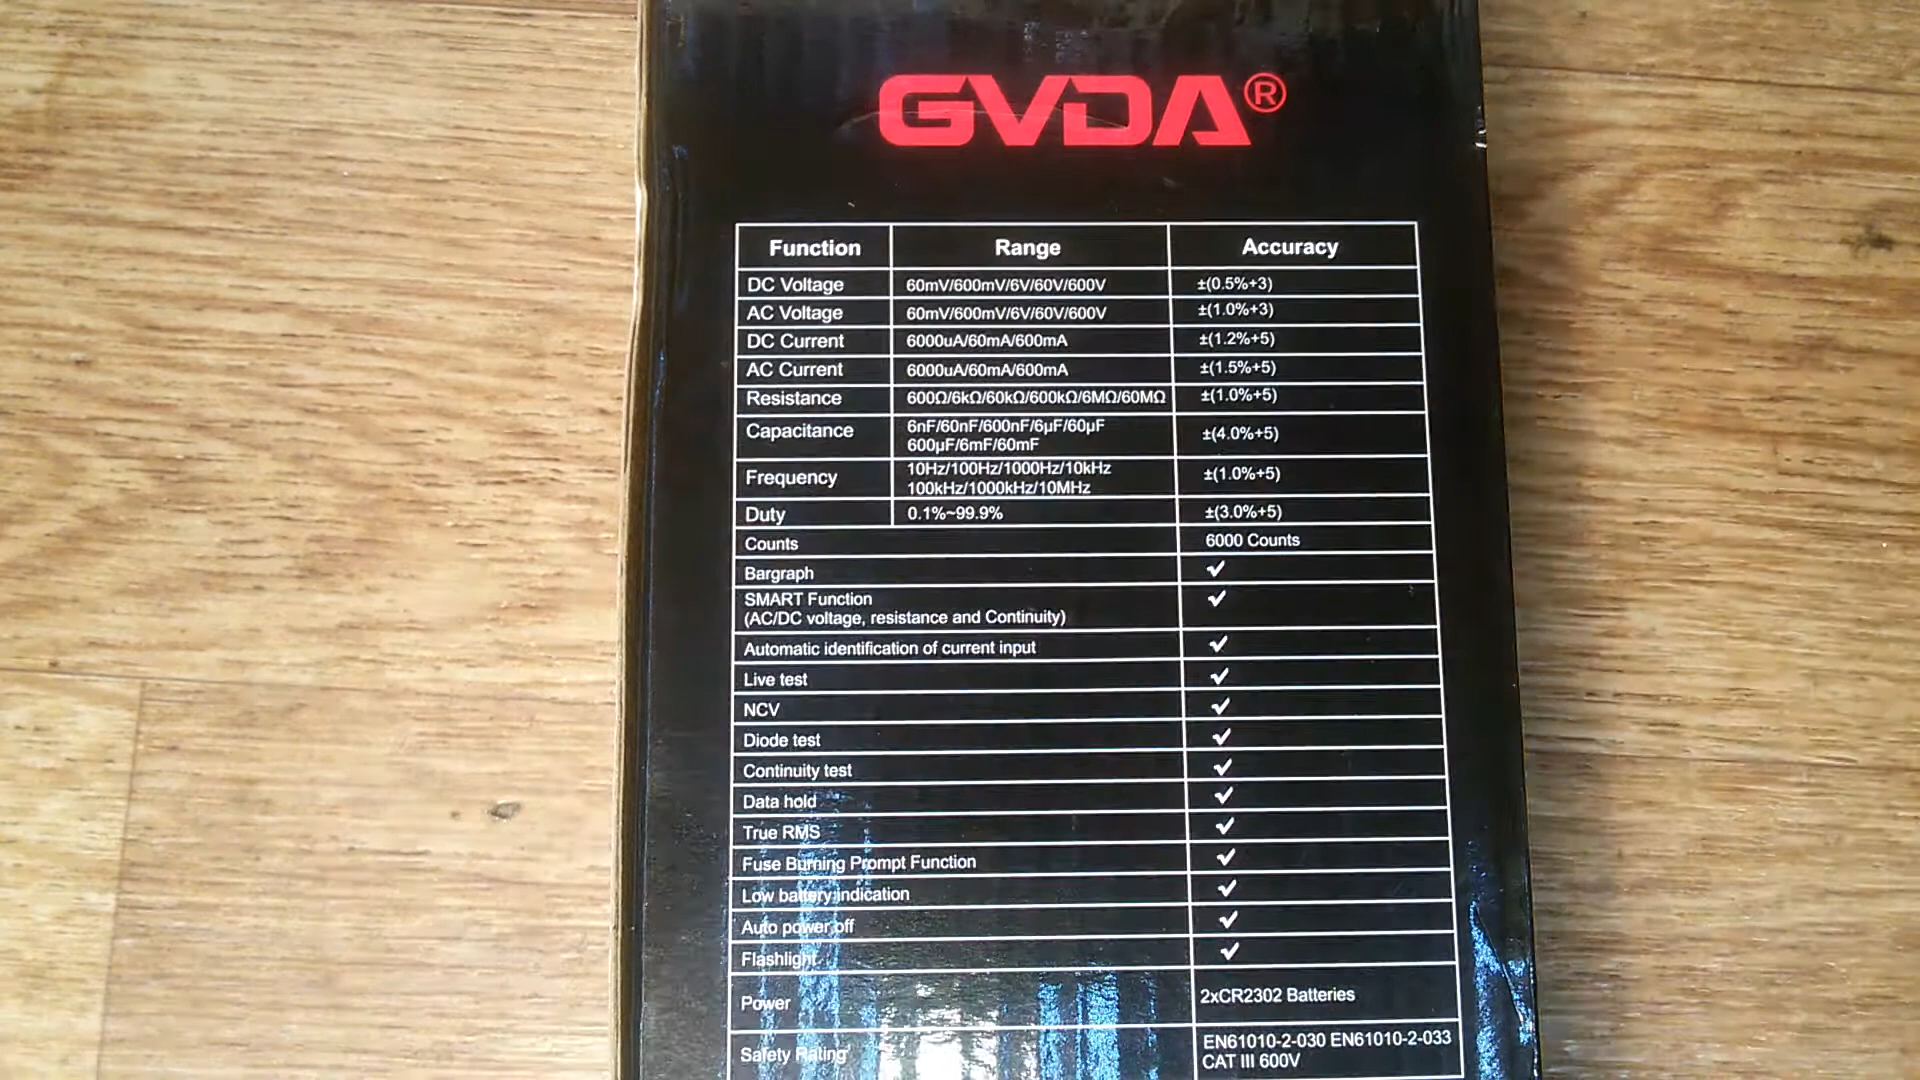 GVDA®
Function Range Accuracy
DC Voltage 60mV/600mV/6V/60V/600V ±(0.5%+3)
AC Voltage 60mV/600mV/6V/60V/600V ±(1.0%+3)
DC Current 6000uA/60mA/600mA ±(1.2%+5)
AC Current 6000uA/60mA/600mA ±(1.5%+5)
Resistance 600Ω/6kΩ/60kΩ/600kΩ/6MΩ/60MΩ ±(1.0%+5)
Capacitance 6nF/60nF/600nF/6µF/60µF
600µF/6mF/60mF ±(4.0%+5)
Frequency 10Hz/100Hz/1000Hz/10kHz
100kHz/1000kHz/10MHz ±(1.0%+5)
Duty 0.1%~99.9% ±(3.0%+5)
Counts 6000 Counts
Bargraph ✓
SMART Function ✓
(AC/DC voltage, resistance and Continuity)
Automatic identification of current input ✓
Live test ✓
NCV ✓
Diode test ✓
Continuity test ✓
Data hold ✓
True RMS ✓
Fuse Burning Prompt Function ✓
Low battery indication ✓
Auto power off ✓
Flashlight ✓
Power 2xCR2302 Batteries
Safety Rating EN61010-2-030 EN61010-2-033
CAT III 600V